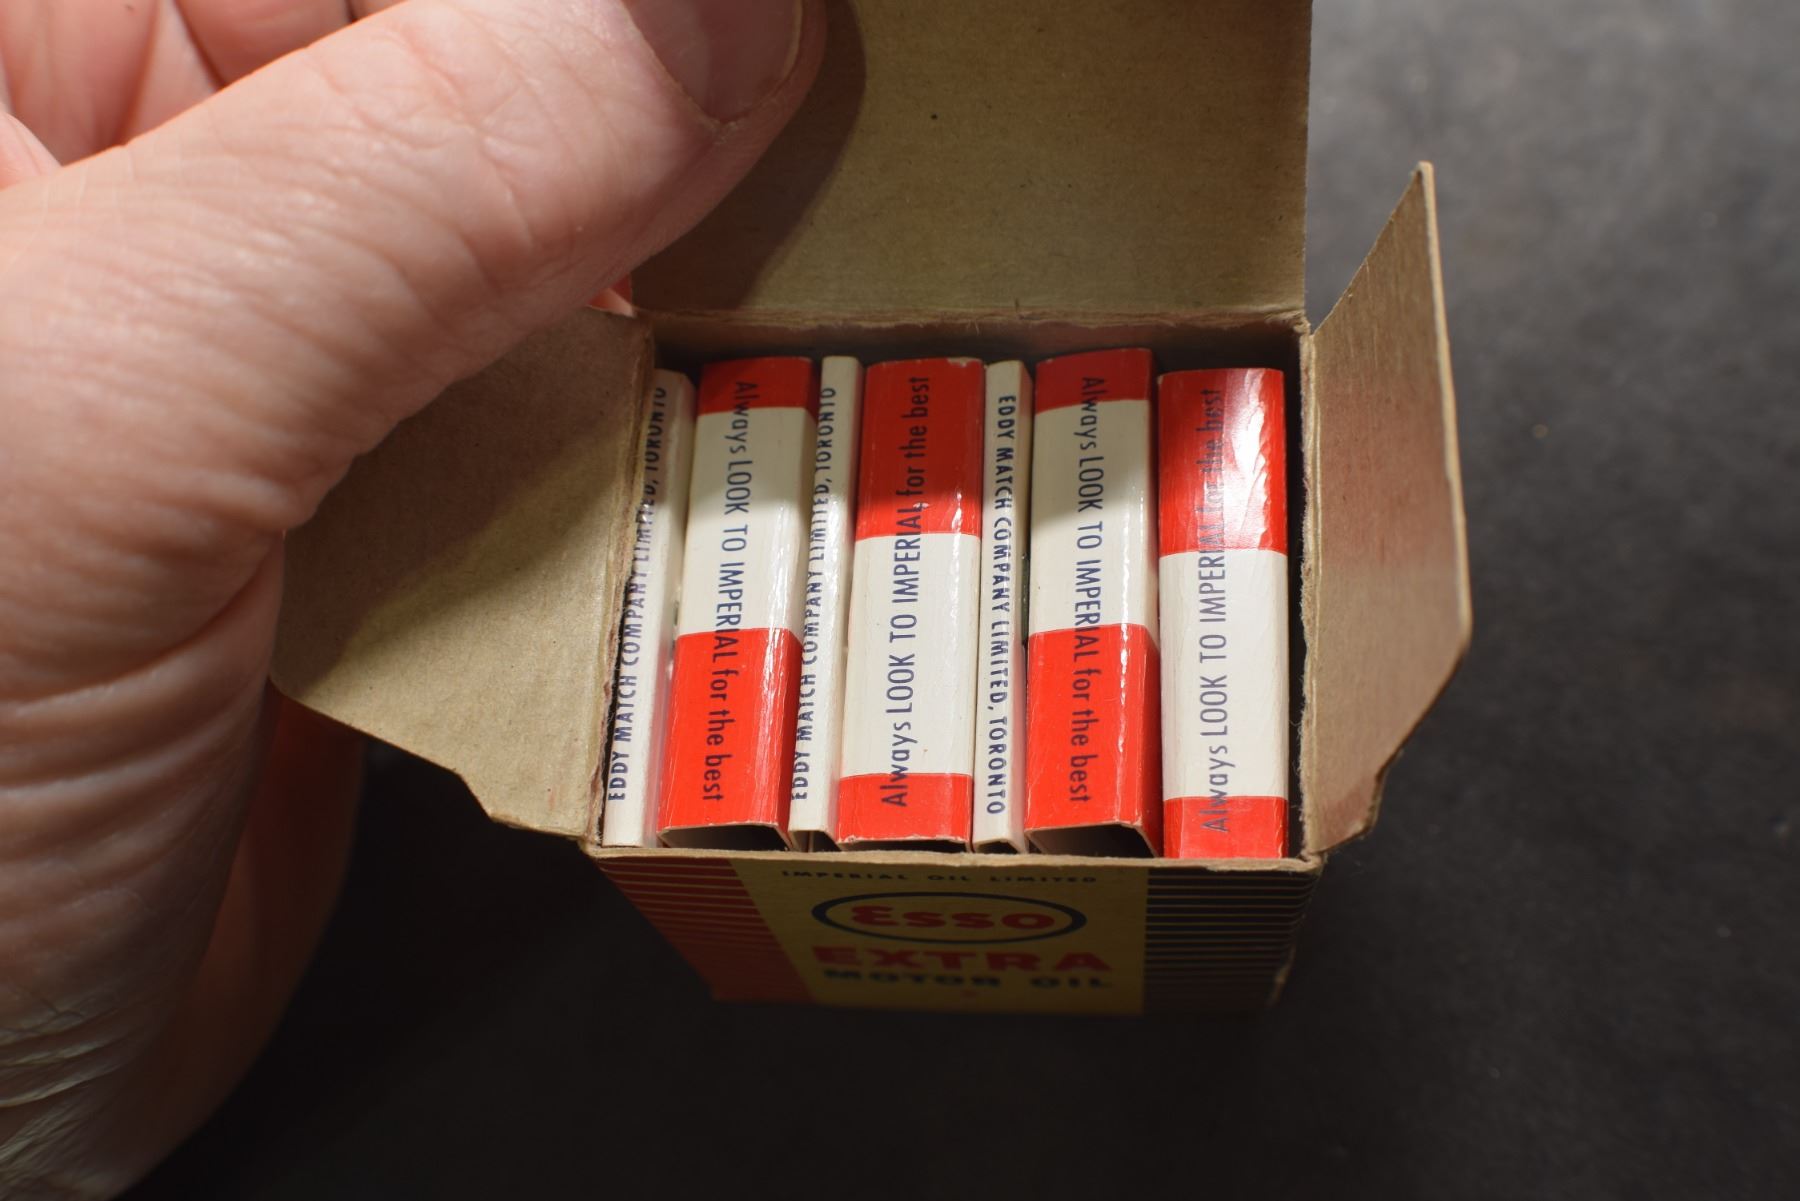 EDDY MATCH COMPANY LIMITED, TORONTO
Always LOOK TO IMPERIAL for the best
EDDY MATCH COMPANY LIMITED, TORONTO
Always LOOK TO IMPERIAL for the best
EDDY MATCH COMPANY LIMITED, TORONTO
Always LOOK TO IMPERIAL for the best
Always LOOK TO IMPERIAL for the best
IMPERIAL OIL LIMITED
Esso
EXTRA
MOTOR OIL